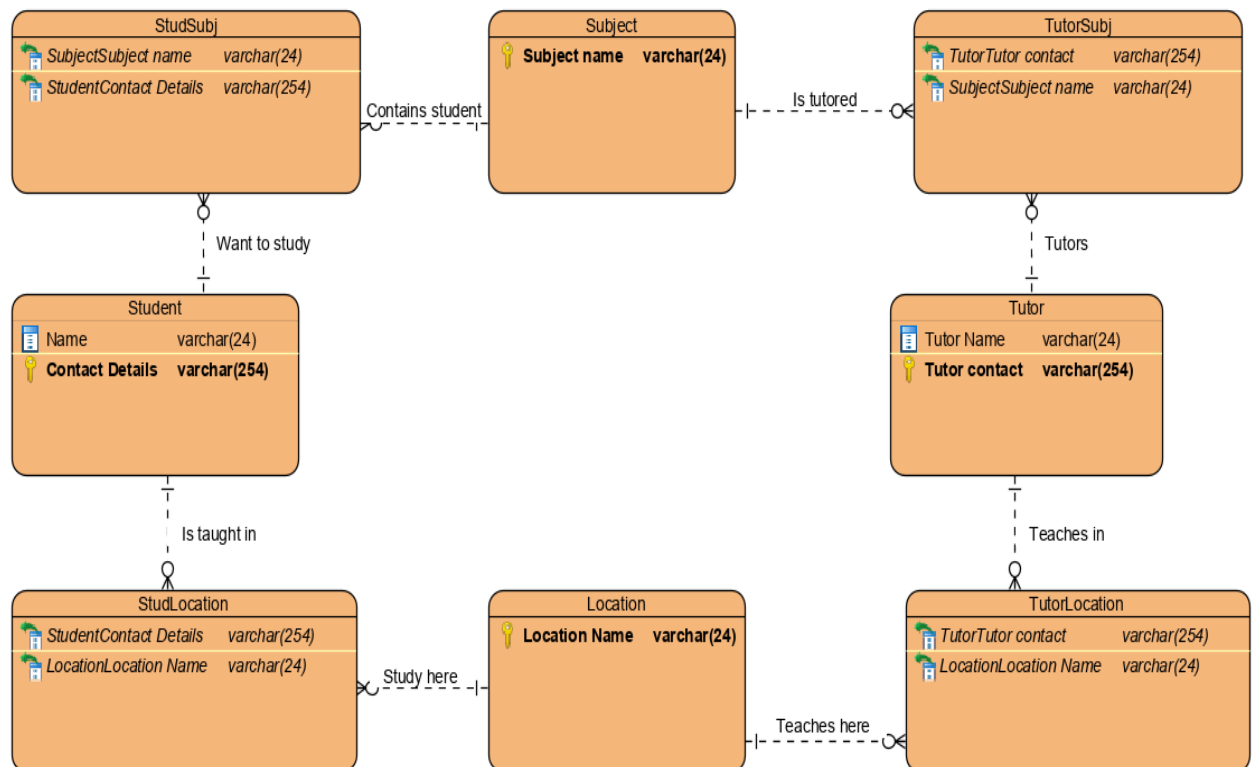 StudSubj
SubjectSubject name varchar(24)
StudentContact Details varchar(254)
Contains student
Subject
Subject name varchar(24)
Is tutored
TutorSubj
TutorTutor contact varchar(254)
SubjectSubject name varchar(24)
Want to study
Tutors
Student
Name varchar(24)
Contact Details varchar(254)
Tutor
Tutor Name varchar(24)
Tutor contact varchar(254)
Is taught in
Teaches in
StudLocation
StudentContact Details varchar(254)
LocationLocation Name varchar(24)
Study here
Location
Location Name varchar(24)
Teaches here
TutorLocation
TutorTutor contact varchar(254)
LocationLocation Name varchar(24)